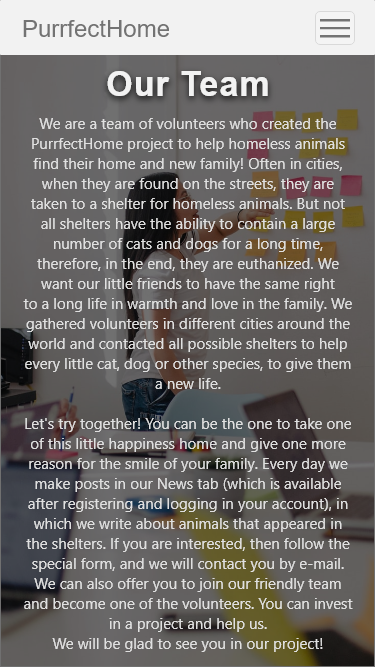 PurrfectHome
Our Team
We are a team of volunteers who created the
PurrfectHome project to help homeless animals
find their home and new family! Often in cities,
when they are found on the streets, they are
taken to a shelter for homeless animals. But not
all shelters have the ability to contain a large
number of cats and dogs for a long time,
therefore, in the end, they are euthanized. We
want our little friends to have the same right
to a long life in warmth and love in the family. We
gathered volunteers in different cities around the
world and contacted all possible shelters to help
every little cat, dog or other species, to give them
a new life.
Let's try together! You can be the one to take one
of this little happiness home and give one more
reason for the smile of your family. Every day we
make posts in our News tab (which is available
after registering and logging in your account), in
which we write about animals that appeared in
the shelters. If you are interested, then follow the
special form, and we will contact you by e-mail.
We can also offer you to join our friendly team
and become one of the volunteers. You can invest
in a project and help us.
We will be glad to see you in our project!